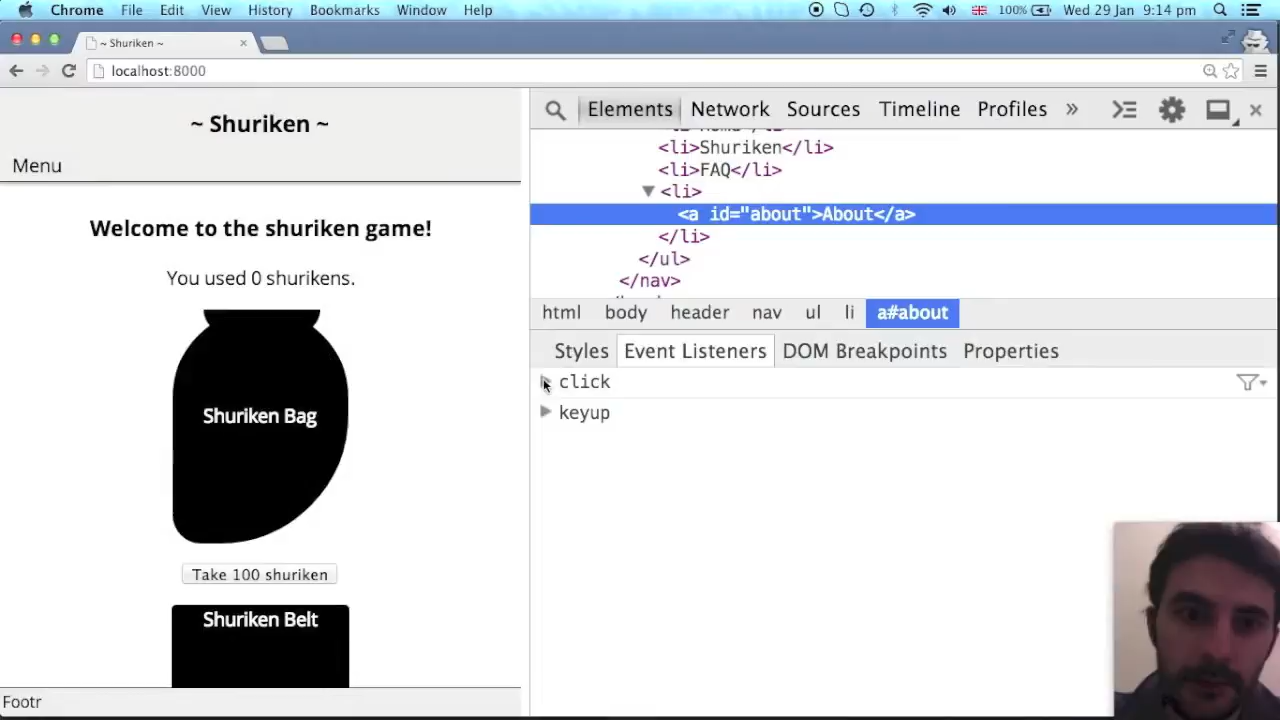 Chrome File Edit View History Bookmarks Window Help 100% Wed 29 Jan 9:14 pm
~ Shuriken ~
localhost:8000
~ Shuriken ~
Menu
Welcome to the shuriken game!
You used 0 shurikens.
Shuriken Bag
Take 100 shuriken
Shuriken Belt
Footr
Elements Network Sources Timeline Profiles »
<li>Shuriken</li>
<li>FAQ</li>
<li>
<a id="about">About</a>
</li>
</ul>
</nav>
html body header nav ul li a#about
Styles Event Listeners DOM Breakpoints Properties
click
keyup